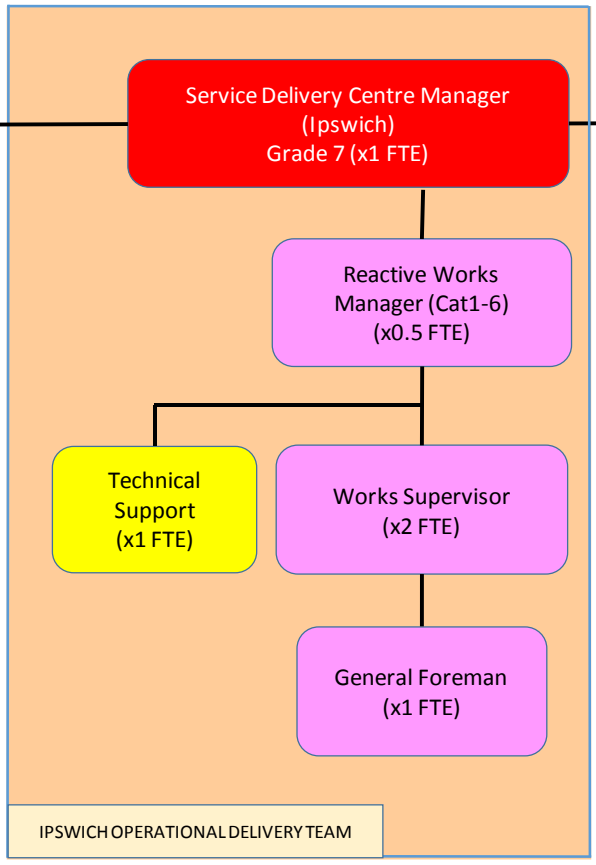 Service Delivery Centre Manager
(Ipswich)
Grade 7 (x1 FTE)
Reactive Works
Manager (Cat1-6)
(x0.5 FTE)
Technical
Support
(x1 FTE)
Works Supervisor
(x2 FTE)
General Foreman
(x1 FTE)
IPSWICH OPERATIONAL DELIVERY TEAM